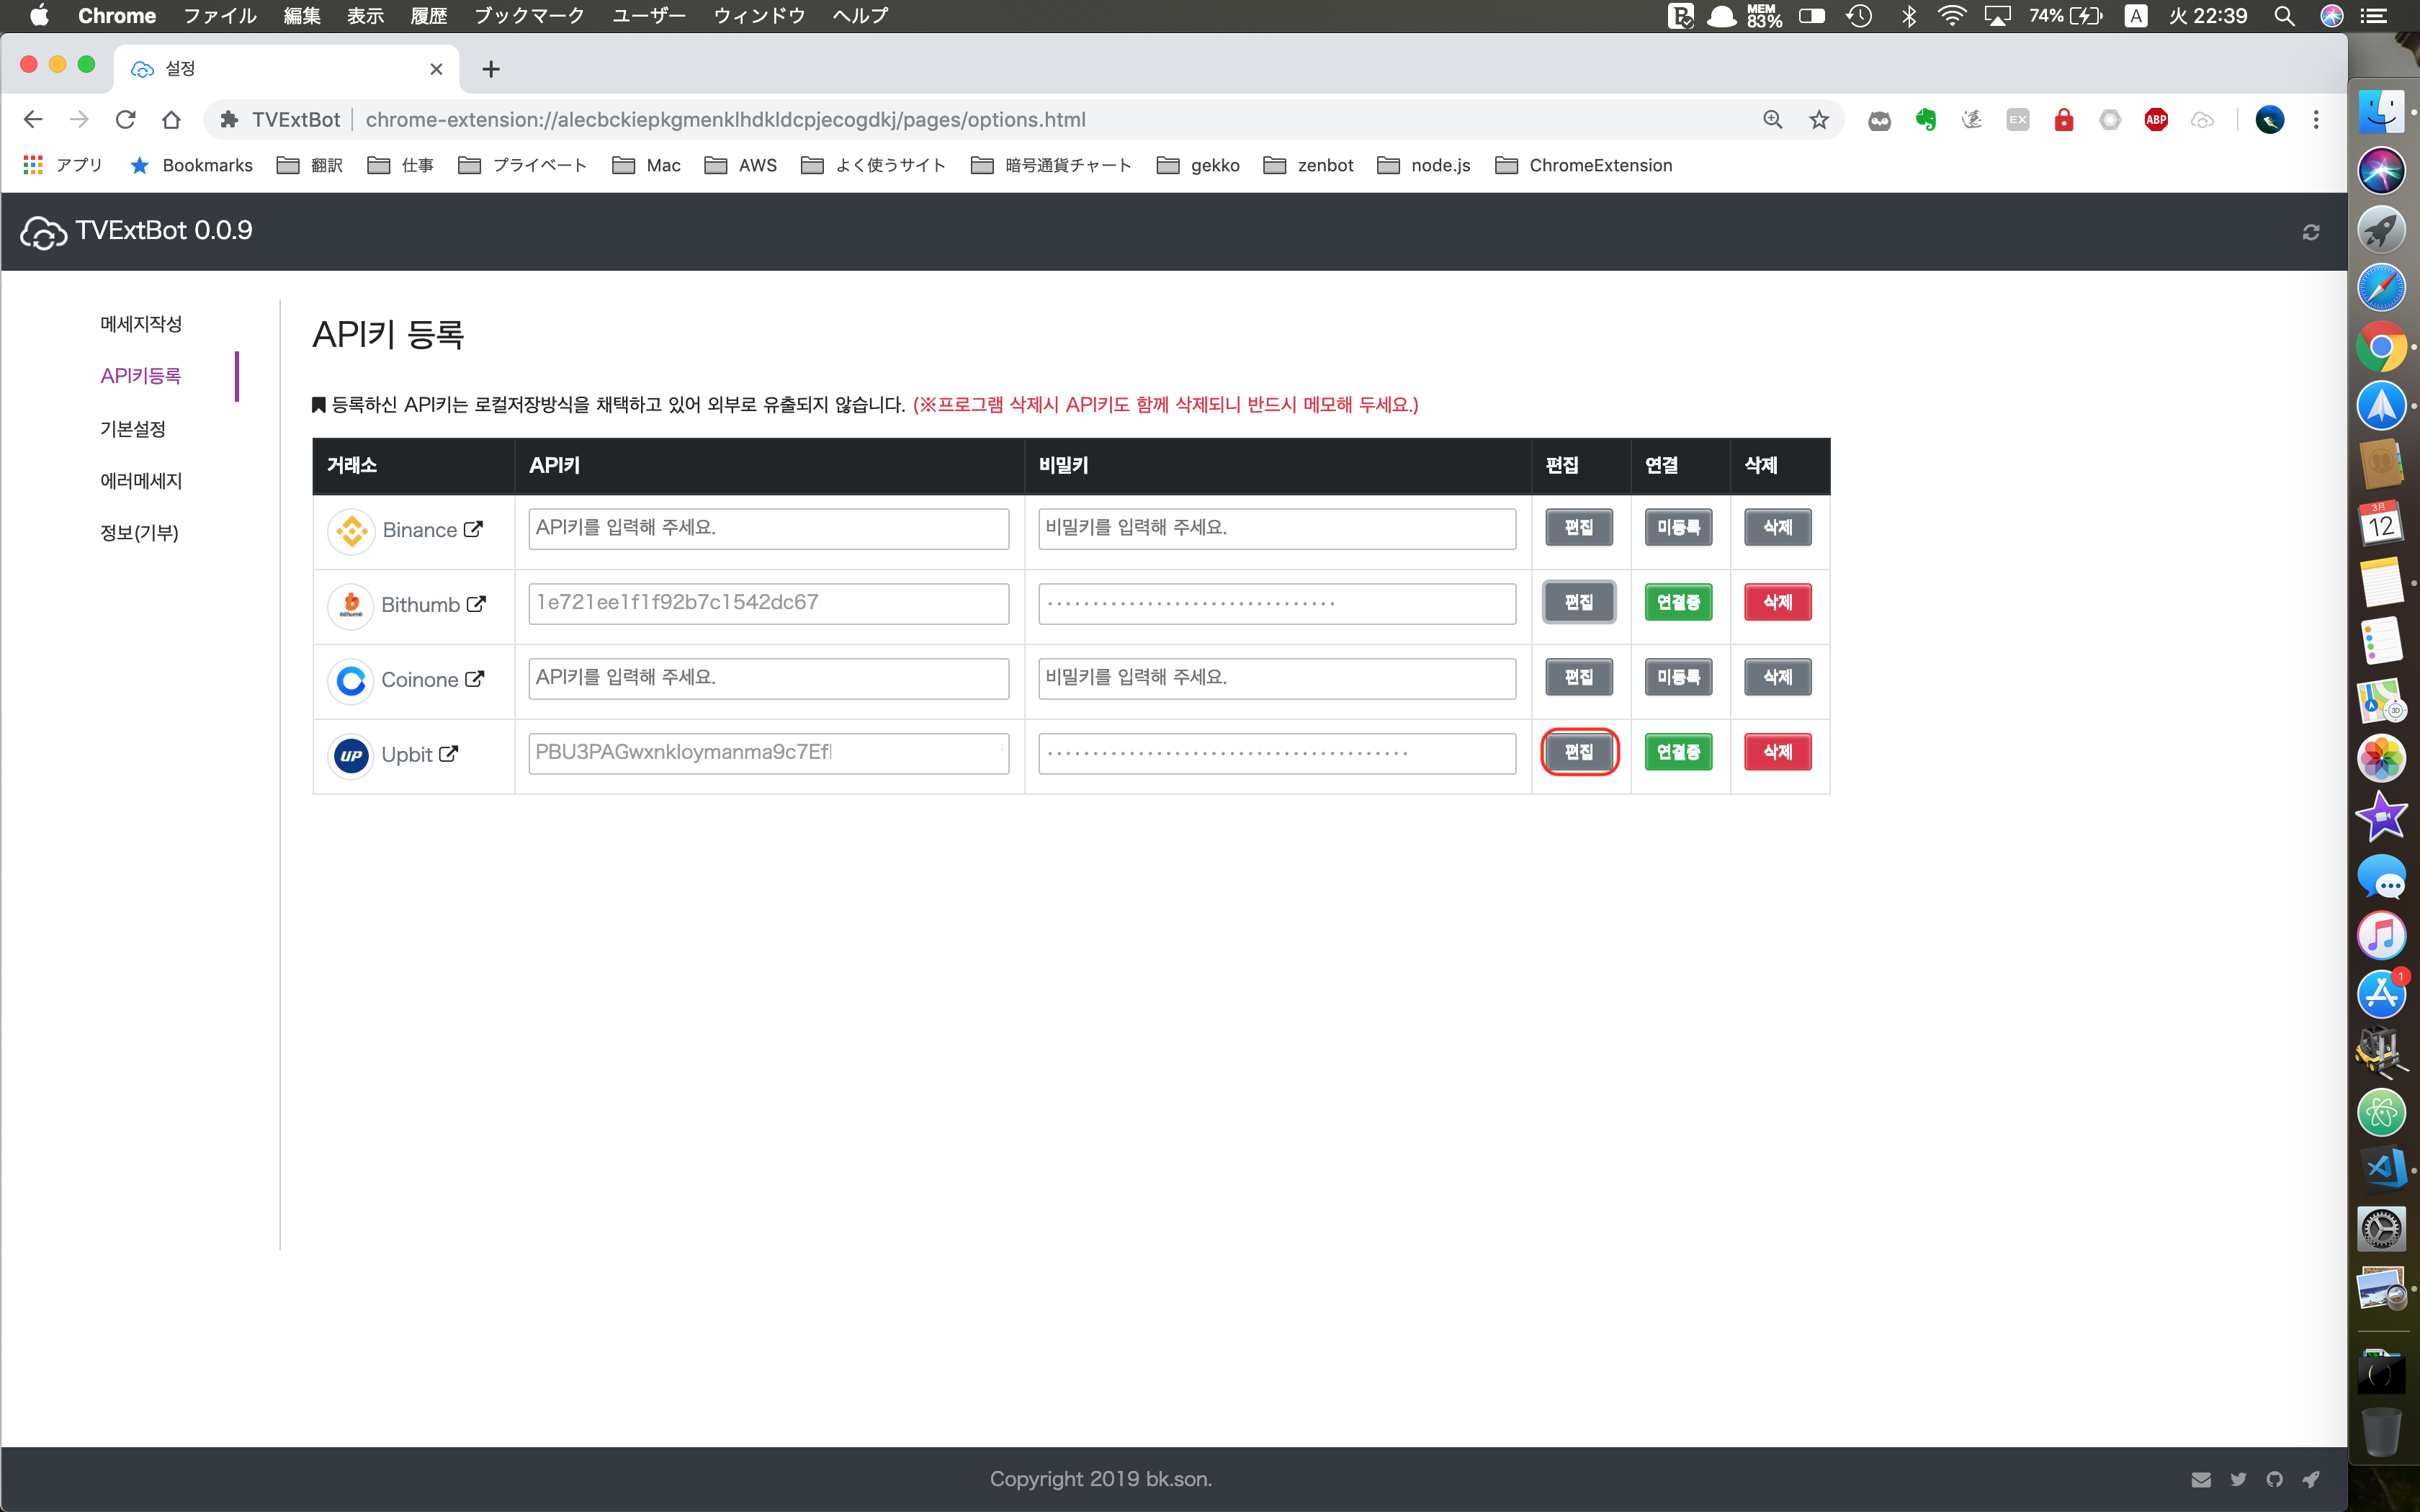 Chrome ファイル 編集 表示 履歴 ブックマーク ユーザー ウィンドウ ヘルプ MEM 83% 74% A 火 22:39
설정
TVExtBot chrome-extension://alecbckiepkgmenklhdkldcpjecogdkj/pages/options.html EX ABP
アプリ Bookmarks 翻訳 仕事 プライベート Mac AWS よく使うサイト 暗号通貨チャート gekko zenbot node.js ChromeExtension
TVExtBot 0.0.9
메세지작성
API키등록
기본설정
에러메세지
정보(기부)
API키 등록
등록하신 API키는 로컬저장방식을 채택하고 있어 외부로 유출되지 않습니다. (※프로그램 삭제시 API키도 함께 삭제되니 반드시 메모해 두세요.)
거래소 API키 비밀키 편집 연결 삭제
Binance API키를 입력해 주세요. 비밀키를 입력해 주세요. 편집 미등록 삭제
bithumb Bithumb 1e721ee1f1f92b7c1542dc67 편집 연결중 삭제
Coinone API키를 입력해 주세요. 비밀키를 입력해 주세요. 편집 미등록 삭제
UP Upbit PBU3PAGwxnkloymanma9c7Ef 편집 연결중 삭제
3月
12
3D
1
Copyright 2019 bk.son.